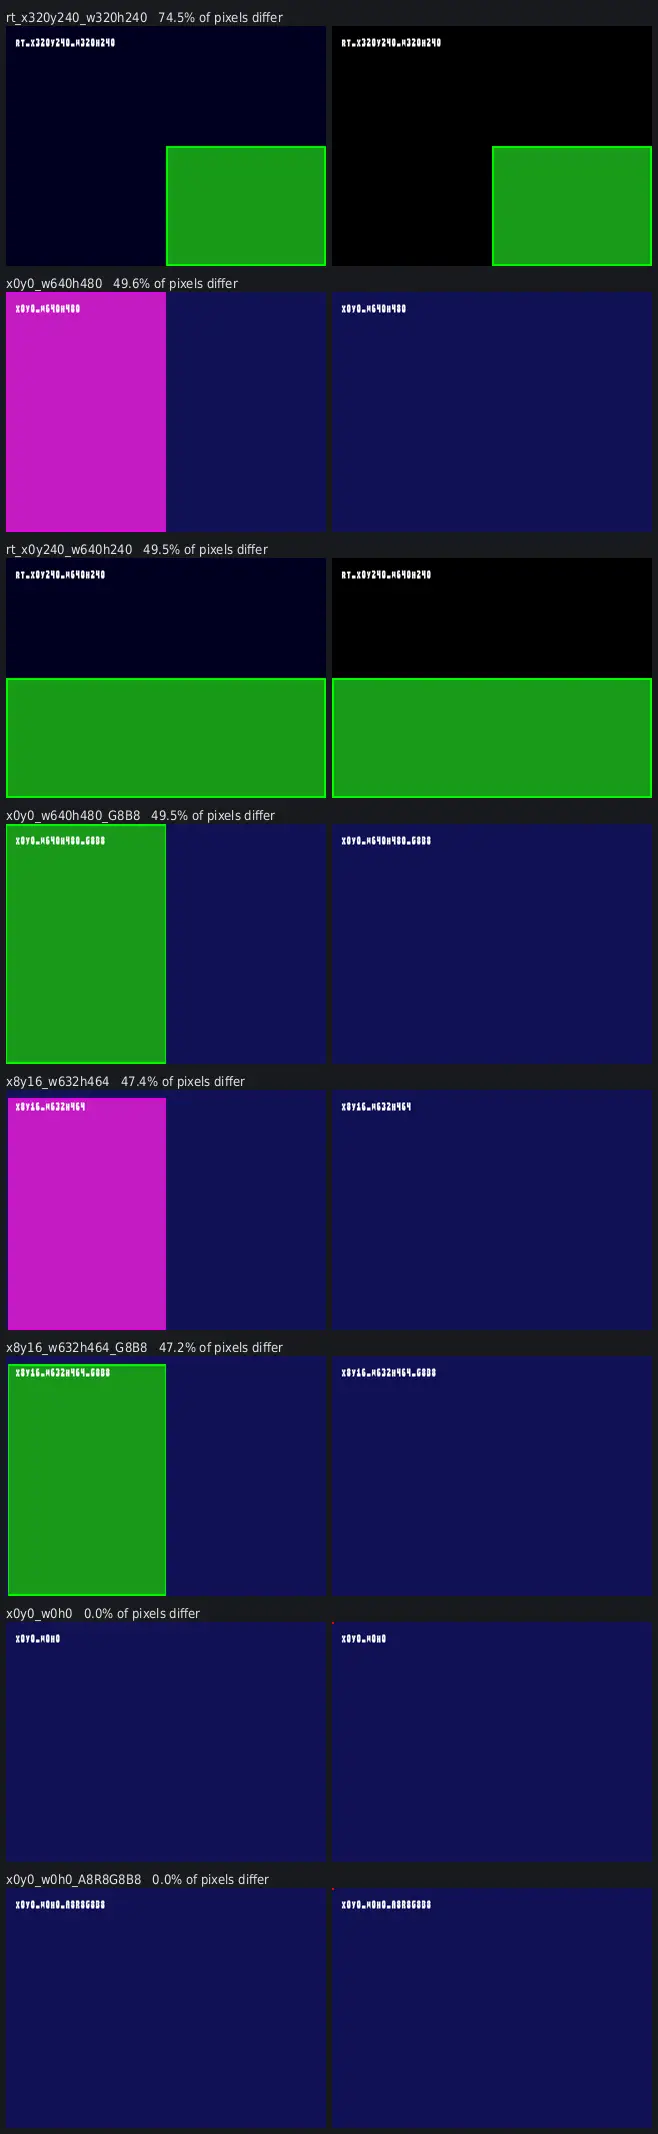 rt_x320y240_w320h240 74.5% of pixels differ
RT_X320Y240_W320H240 RT_X320Y240_W320H240
x0y0_w640h480 49.6% of pixels differ
X0Y0_W640H480 X0Y0_W640H480
rt_x0y240_w640h240 49.5% of pixels differ
RT_X0Y240_W640H240 RT_X0Y240_W640H240
x0y0_w640h480_G8B8 49.5% of pixels differ
X0Y0_W640H480_G8B8 X0Y0_W640H480_G8B8
x8y16_w632h464 47.4% of pixels differ
X8Y16_W632H464 X8Y16_W632H464
x8y16_w632h464_G8B8 47.2% of pixels differ
X8Y16_W632H464_G8B8 X8Y16_W632H464_G8B8
x0y0_w0h0 0.0% of pixels differ
X0Y0_W0H0 X0Y0_W0H0
x0y0_w0h0_A8R8G8B8 0.0% of pixels differ
X0Y0_W0H0_A8R8G8B8 X0Y0_W0H0_A8R8G8B8